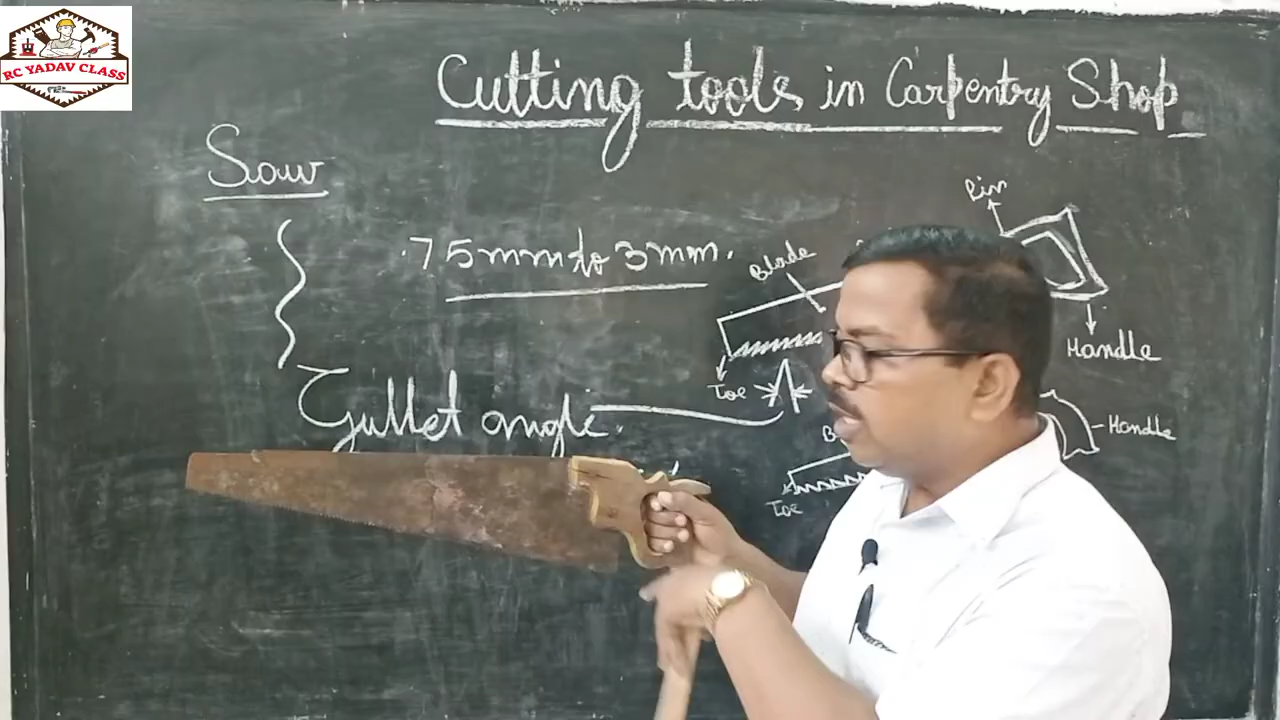 RC YADAV CLASS
Cutting tools in Carpentry Shop
Saw
.75mm to 3mm.
Gullet angle.
Blade
Toe
Handle
Handle
Toe